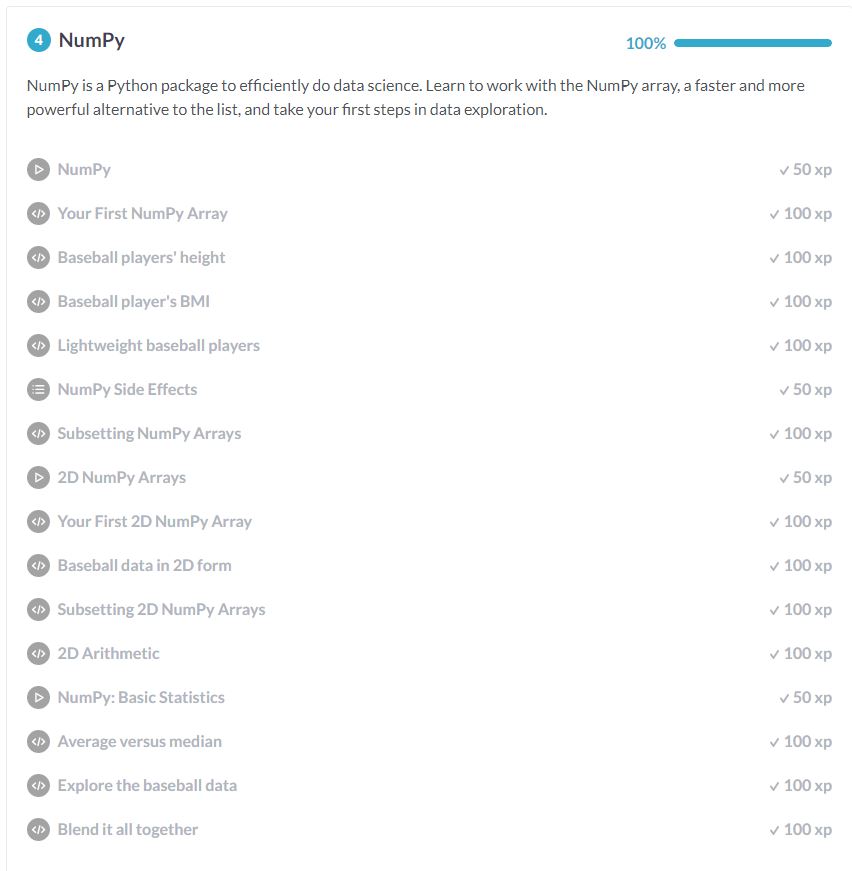 4 NumPy 100%
NumPy is a Python package to efficiently do data science. Learn to work with the NumPy array, a faster and more
powerful alternative to the list, and take your first steps in data exploration.
NumPy ✓ 50 xp
Your First NumPy Array ✓ 100 xp
Baseball players' height ✓ 100 xp
Baseball player's BMI ✓ 100 xp
Lightweight baseball players ✓ 100 xp
NumPy Side Effects ✓ 50 xp
Subsetting NumPy Arrays ✓ 100 xp
2D NumPy Arrays ✓ 50 xp
Your First 2D NumPy Array ✓ 100 xp
Baseball data in 2D form ✓ 100 xp
Subsetting 2D NumPy Arrays ✓ 100 xp
2D Arithmetic ✓ 100 xp
NumPy: Basic Statistics ✓ 50 xp
Average versus median ✓ 100 xp
Explore the baseball data ✓ 100 xp
Blend it all together ✓ 100 xp